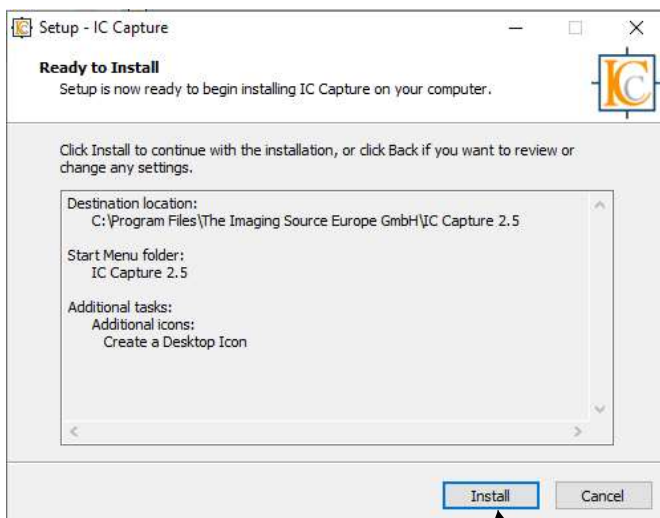 Setup - IC Capture
Ready to Install
Setup is now ready to begin installing IC Capture on your computer.
IC
Click Install to continue with the installation, or click Back if you want to review or
change any settings.
Destination location:
C:\Program Files\The Imaging Source Europe GmbH\IC Capture 2.5
Start Menu folder:
IC Capture 2.5
Additional tasks:
Additional icons:
Create a Desktop Icon
Install
Cancel